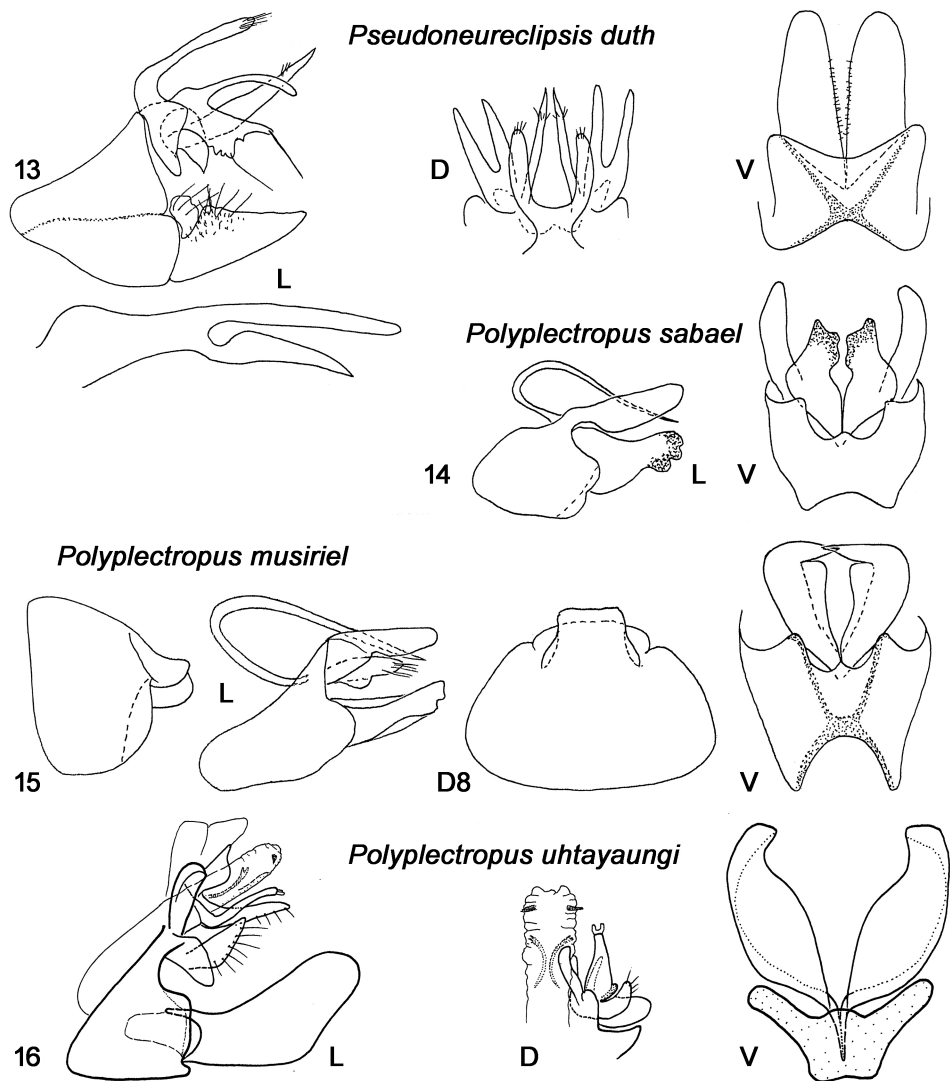 Pseudoneureclipsis duth
13
D
V
L
Polyplectropus sabael
14
L
V
Polyplectropus musiriel
L
15
D8
V
Polyplectropus uhtayaungi
16
L
D
V